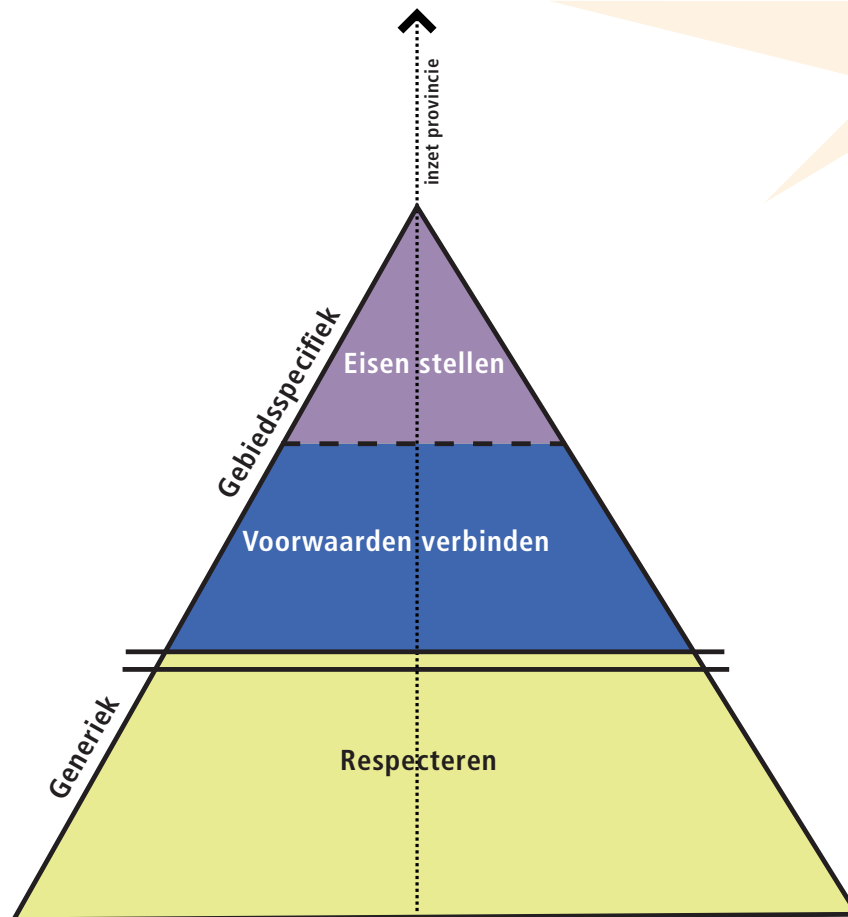 inzet provincie
Gebiedsspecifiek
Eisen stellen
Voorwaarden verbinden
Generiek
Respecteren